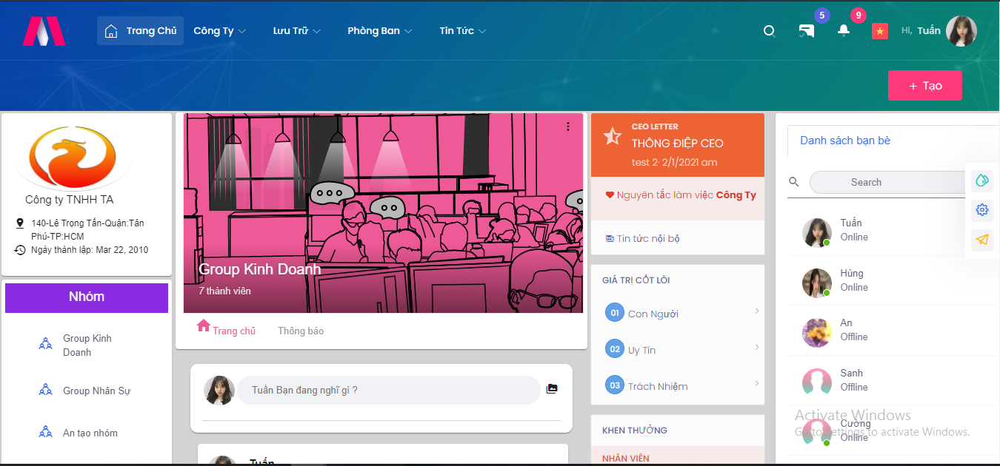 Trang Chủ
Công Ty
Lưu Trữ
Phòng Ban
Tin Tức
5
9
Hi, Tuấn
+ Tạo
Công ty TNHH TA
140-Lê Trọng Tấn-Quận:Tân
Phú-TP:HCM
Ngày thành lập: Mar 22, 2010
Nhóm
Group Kinh
Doanh
Group Nhân Sự
An tạo nhóm
Group Kinh Doanh
7 thành viên
Trang chủ
Thông báo
Tuấn Bạn đang nghĩ gì ?
Tuấn
CEO LETTER
THÔNG ĐIỆP CEO
test 2· 2/1/2021 am
Nguyên tắc làm việc Công Ty
Tin tức nội bộ
GIÁ TRỊ CỐT LÕI
01 Con Người
02 Uy Tín
03 Trách Nhiệm
KHEN THƯỞNG
NHÂN VIÊN
Danh sách bạn bè
Search
Tuấn
Online
Hùng
Online
An
Offline
Sanh
Offline
Cường
Online
Activate Windows
Go to Settings to activate Windows.